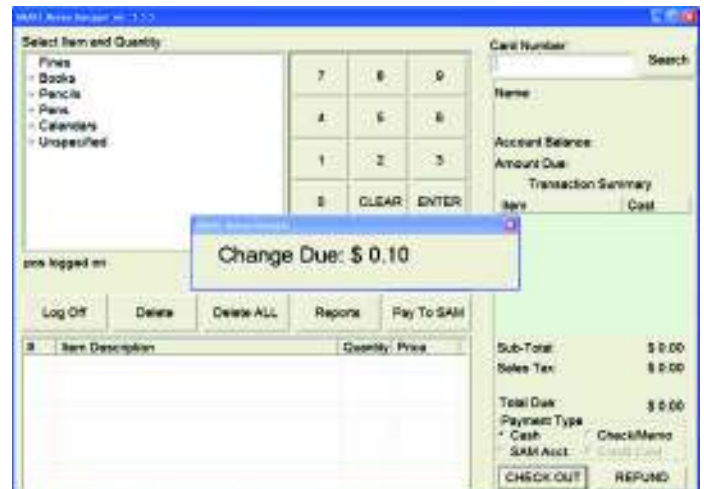 Select Item and Quantity
Fines
Books
Pencils
Pens
Calendars
Unspecified
pos logged on
7 8 9
4 5 6
1 2 3
0 CLEAR ENTER
Card Number:
Search
Name:
Account Balance:
Amount Due:
Transaction Summary
Item Cost
Change Due: $ 0.10
Log Off Delete Delete ALL Reports Pay To SAM
# Item Description Quantity Price
Sub-Total: $ 0.00
Sales Tax: $ 0.00
Total Due: $ 0.00
Payment Type
Cash Check/Memo
SAM Acct. Credit Card
CHECK OUT REFUND